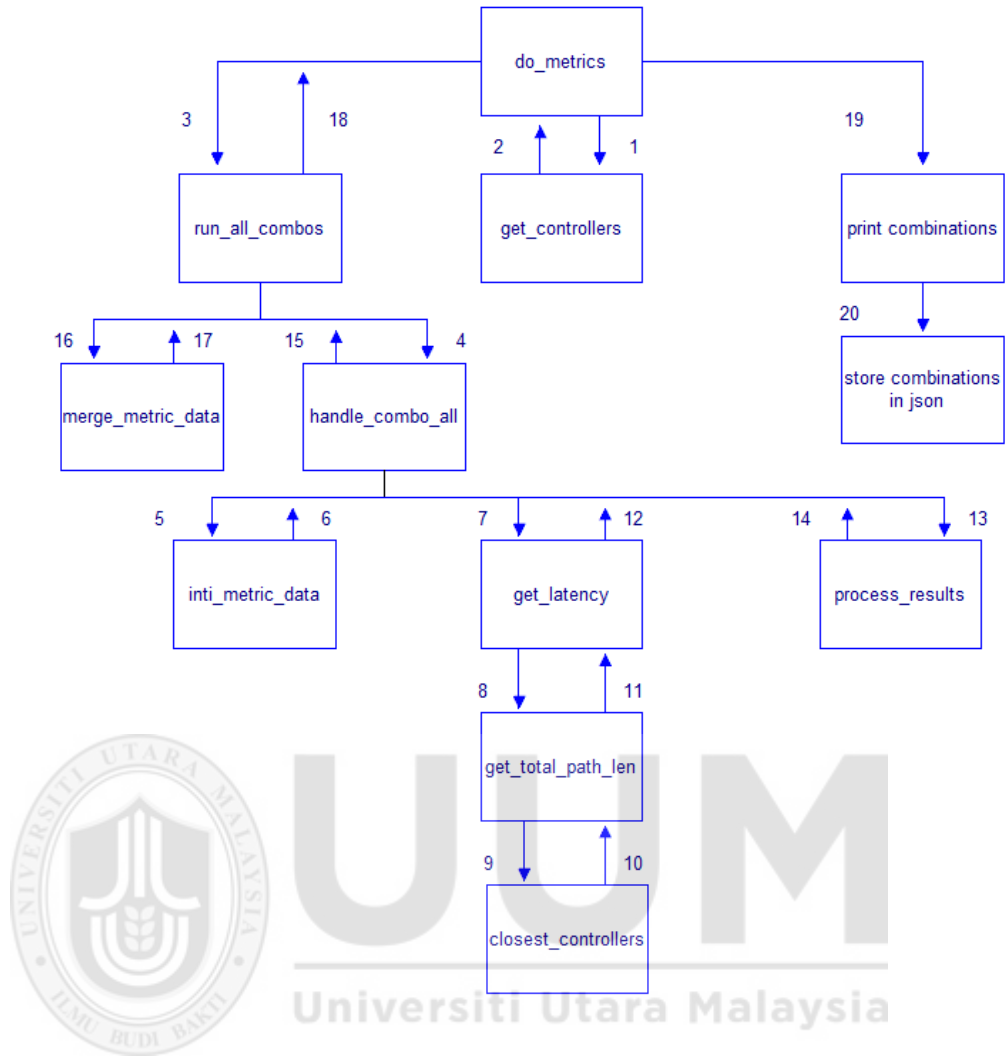 do_metrics
3
18
2
1
19
run_all_combos
get_controllers
print combinations
16
17
15
4
20
merge_metric_data
handle_combo_all
store combinations
in json
5
6
7
12
14
13
inti_metric_data
get_latency
process_results
8
11
get_total_path_len
9
10
closest_controllers
UNIVERSITI UTARA MALAYSIA
ILMU BUDI BAKTI
UUM
Universiti Utara Malaysia